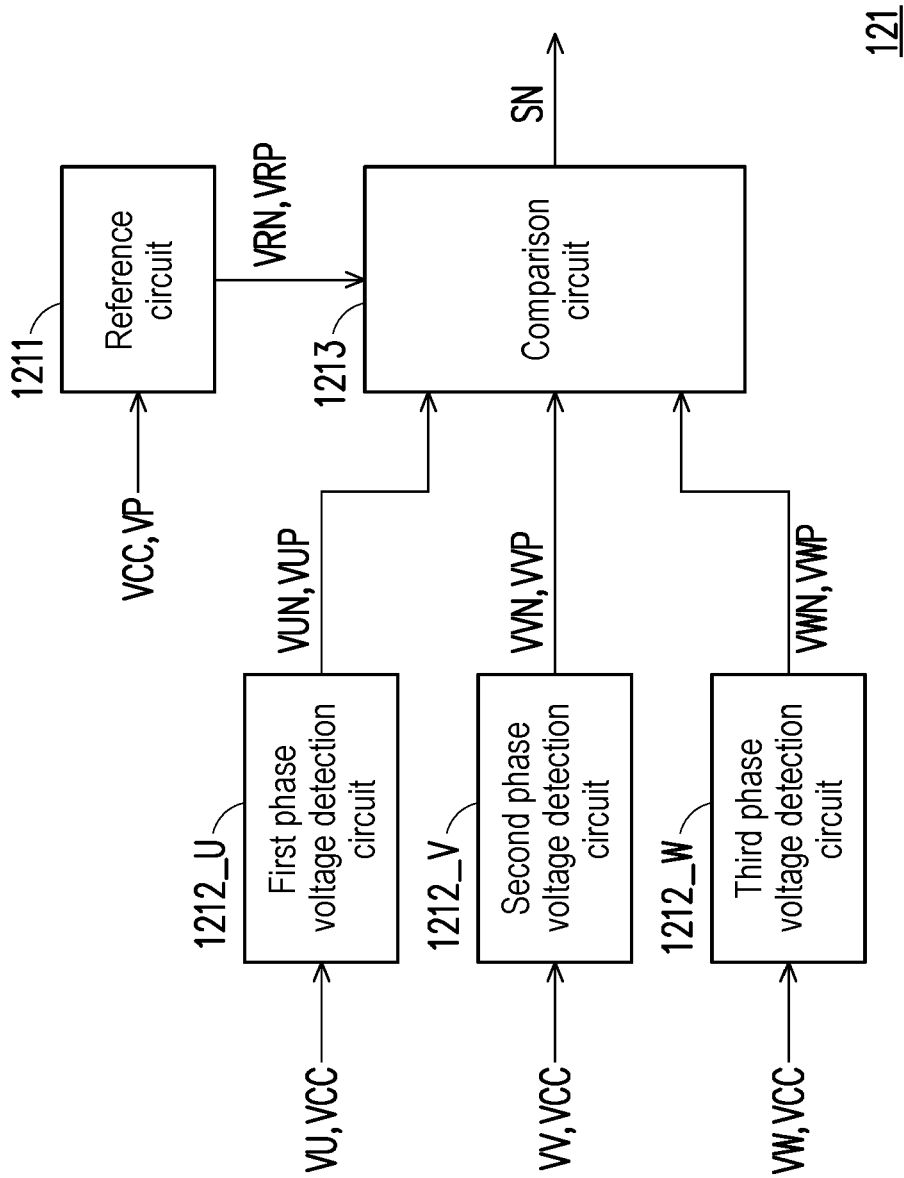 VCC,VP
1211
Reference
circuit
VRN,VRP
VU,VCC
1212_U
First phase
voltage detection
circuit
VUN,VUP
VV,VCC
1212_V
Second phase
voltage detection
circuit
VVN,VVP
VW,VCC
1212_W
Third phase
voltage detection
circuit
VWN,VWP
1213
Comparison
circuit
SN
121